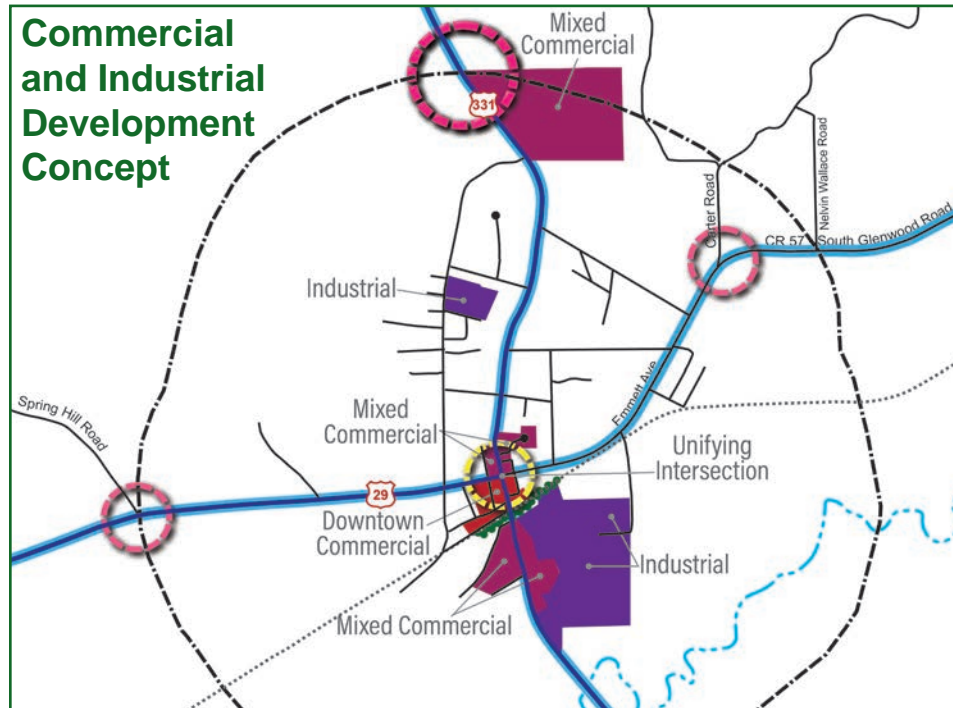 Commercial
and Industrial
Development
Concept
Mixed
Commercial
331
Carter Road
Nelvin Wallace Road
CR 57
South Glenwood Road
Industrial
Emmett Ave
Spring Hill Road
Mixed
Commercial
Unifying
Intersection
29
Downtown
Commercial
Industrial
Mixed Commercial